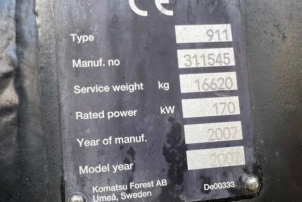 CE
Type 911
Manuf. no 311545
Service weight kg 16620
Rated power kW 170
Year of manuf. 2007
Model year 2007
Komatsu Forest AB
Umeå, Sweden De00333